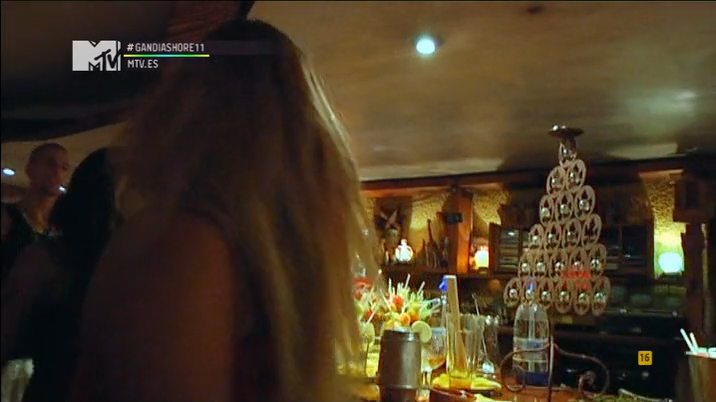 MTV
#GANDIASHORE11
MTV.ES
16